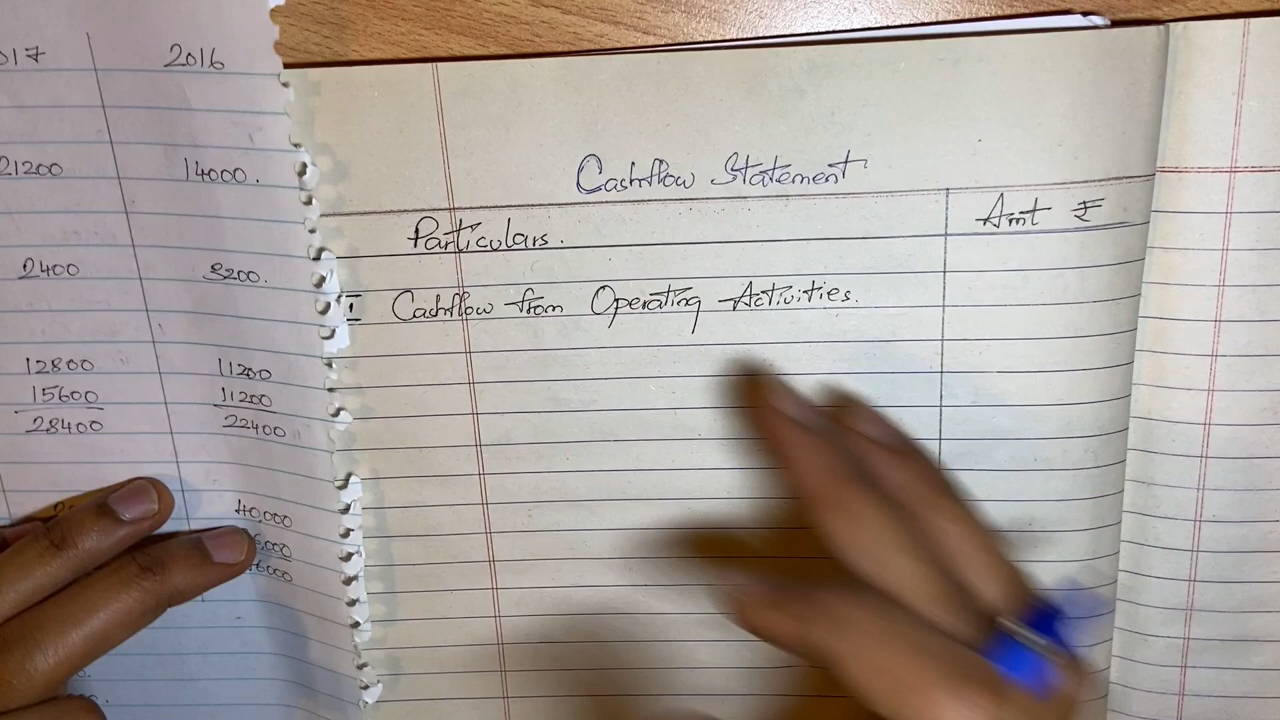 2016
21200 14000.
2400 3200.
12800 11200
15600 11200
28400 22400
40,000
Cashflow Statement
Particulars. Amt ₹
I Cashflow from Operating Activities.